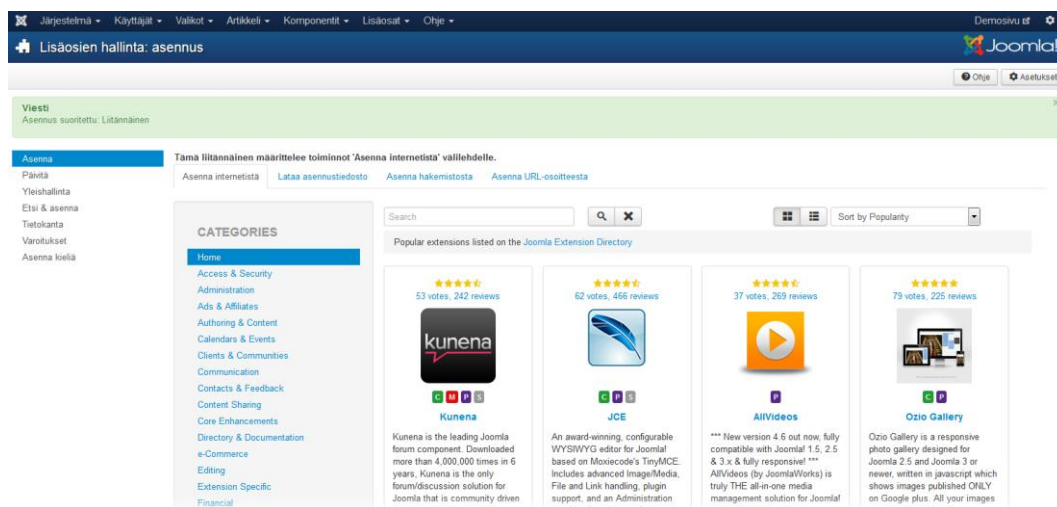 Järjestelmä Käyttäjät Valikot Artikkeli Komponentit Lisäosat Ohje Demosivu
Lisäosien hallinta: asennus Joomla!
Ohje Asetukset
Viesti
Asennus suoritettu: Liitännäinen
Asenna
Päivitä
Yleishallinta
Etsi & asenna
Tietokanta
Varoitukset
Asenna kieliä
Tämä liitännäinen määrittelee toiminnot 'Asenna internetistä' välilehdelle.
Asenna internetistä Lataa asennustiedosto Asenna hakemistosta Asenna URL-osoitteesta
CATEGORIES
Home
Access & Security
Administration
Ads & Affiliates
Authoring & Content
Calendars & Events
Clients & Communities
Communication
Contacts & Feedback
Content Sharing
Core Enhancements
Directory & Documentation
e-Commerce
Editing
Extension Specific
Financial
Search Sort by Popularity
Popular extensions listed on the Joomla Extension Directory
53 votes, 242 reviews
kunena
C M P S
Kunena
Kunena is the leading Joomla
forum component. Downloaded
more than 4,000,000 times in 6
years, Kunena is the only
forum/discussion solution for
Joomla that is community driven
62 votes, 466 reviews
C P S
JCE
An award-winning, configurable
WYSIWYG editor for Joomla!
based on Moxiecode's TinyMCE.
Includes advanced Image/Media,
File and Link handling, plugin
support, and an Administration
37 votes, 269 reviews
P
AllVideos
*** New version 4.6 out now, fully
compatible with Joomla! 1.5, 2.5
& 3.x & fully responsive! ***
AllVideos (by JoomlaWorks) is
truly THE all-in-one media
management solution for Joomla!
79 votes, 225 reviews
C P
Ozio Gallery
Ozio Gallery is a responsive
photo gallery designed for
Joomla 2.5 and Joomla 3 or
newer, written in javascript which
shows images published ONLY
on Google plus. All your images